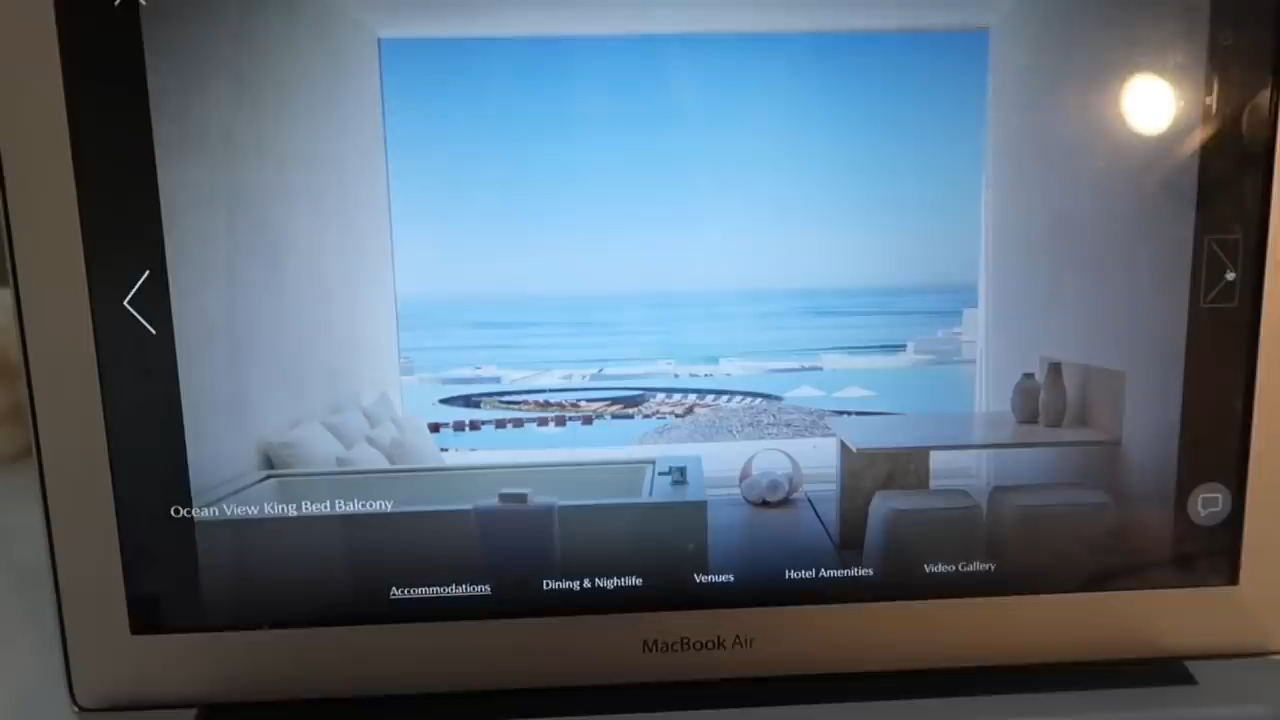 Ocean View King Bed Balcony
Accommodations
Dining & Nightlife
Venues
Hotel Amenities
Video Gallery
MacBook Air